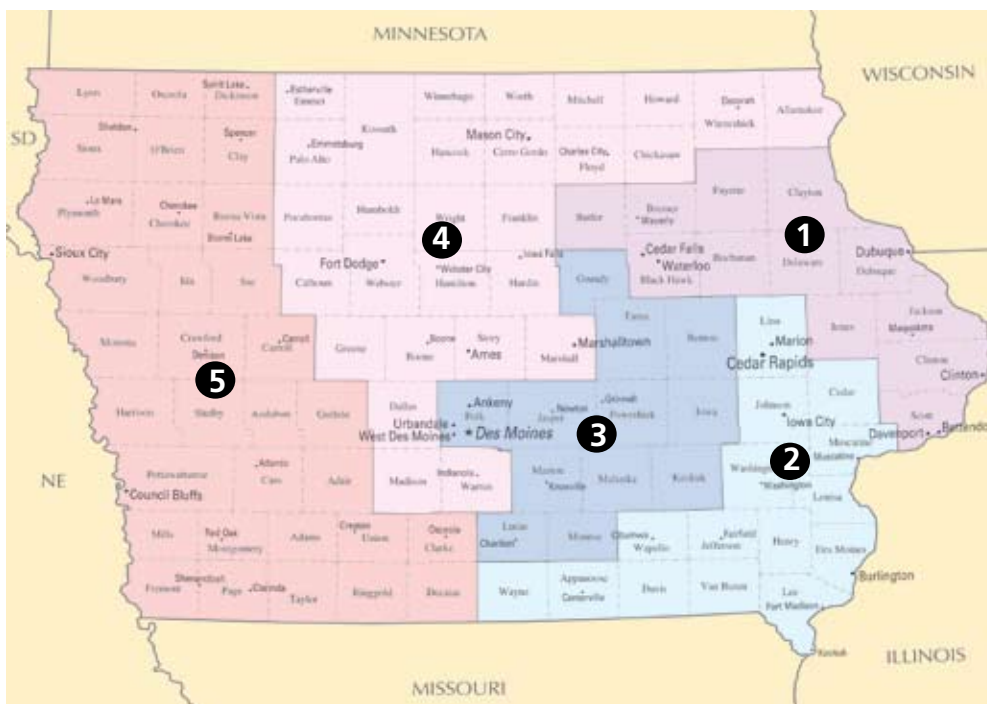 MINNESOTA
WISCONSIN
SD
Lyon
Osceola
Spirit Lake
Dickinson
Estherville
Emmet
Winnebago
Worth
Mitchell
Howard
Decorah
Winneshiek
Allamakee
Sheldon
Sioux
O'Brien
Spencer
Clay
Emmetsburg
Palo Alto
Kossuth
Mason City
Hancock
Cerro Gordo
Charles City
Floyd
Chickasaw
Fayette
Clayton
Le Mars
Plymouth
Cherokee
Cherokee
Buena Vista
Storm Lake
Pocahontas
Humboldt
Wright
Franklin
Butler
Bremer
Waverly
4
1
Sioux City
Woodbury
Ida
Sac
Fort Dodge
Calhoun
Webster
Webster City
Hamilton
Iowa Falls
Hardin
Grundy
Cedar Falls
Waterloo
Black Hawk
Buchanan
Delaware
Dubuque
Dubuque
Monona
Crawford
Denison
Carroll
Carroll
Greene
Boone
Boone
Story
Ames
Marshalltown
Marshall
Tama
Benton
Linn
Marion
Cedar Rapids
Jones
Jackson
Maquoketa
Clinton
Clinton
5
Harrison
Shelby
Audubon
Guthrie
Dallas
Urbandale
West Des Moines
Ankeny
Polk
Des Moines
Newton
Jasper
Grinnell
Poweshiek
Iowa
3
Johnson
Iowa City
Cedar
Scott
Davenport
Bettendo
Muscatine
Muscatine
NE
Pottawattamie
Council Bluffs
Atlantic
Cass
Adair
Madison
Indianola
Warren
Marion
Knoxville
Mahaska
Keokuk
Washington
Washington
2
Louisa
Mills
Red Oak
Montgomery
Adams
Creston
Union
Osceola
Clarke
Lucas
Chariton
Monroe
Ottumwa
Wapello
Fairfield
Jefferson
Henry
Des Moines
Burlington
Fremont
Shenandoah
Page
Clarinda
Taylor
Ringgold
Decatur
Wayne
Appanoose
Centerville
Davis
Van Buren
Lee
Fort Madison
Keokuk
ILLINOIS
MISSOURI